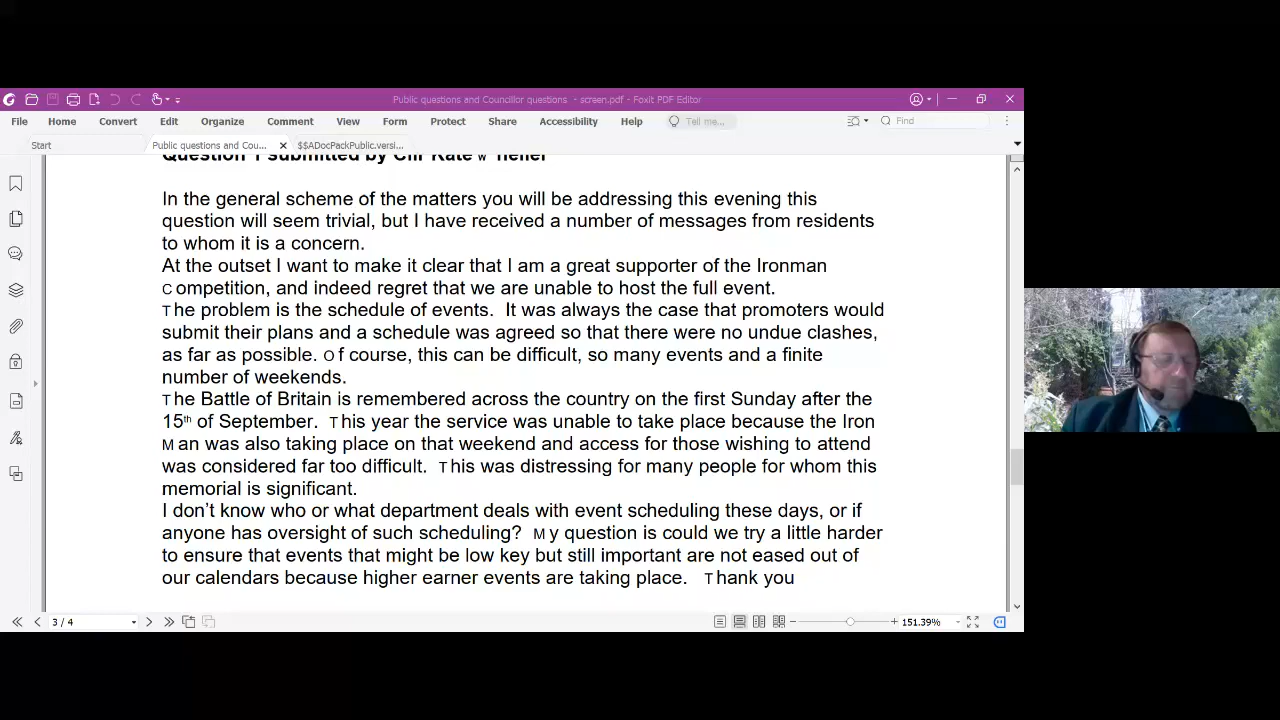 Public questions and Councillor questions - screen.pdf - Foxit PDF Editor
File Home Convert Edit Organize Comment View Form Protect Share Accessibility Help Tell me... Find
Start Public questions and Cou... $$ADocPackPublic.versi...
Question 1 submitted by Cllr Kate
In the general scheme of the matters you will be addressing this evening this
question will seem trivial, but I have received a number of messages from residents
to whom it is a concern.
At the outset I want to make it clear that I am a great supporter of the Ironman
Competition, and indeed regret that we are unable to host the full event.
The problem is the schedule of events. It was always the case that promoters would
submit their plans and a schedule was agreed so that there were no undue clashes,
as far as possible. Of course, this can be difficult, so many events and a finite
number of weekends.
The Battle of Britain is remembered across the country on the first Sunday after the
15th of September. This year the service was unable to take place because the Iron
Man was also taking place on that weekend and access for those wishing to attend
was considered far too difficult. This was distressing for many people for whom this
memorial is significant.
I don't know who or what department deals with event scheduling these days, or if
anyone has oversight of such scheduling? My question is could we try a little harder
to ensure that events that might be low key but still important are not eased out of
our calendars because higher earner events are taking place. Thank you
3 / 4 151.39%